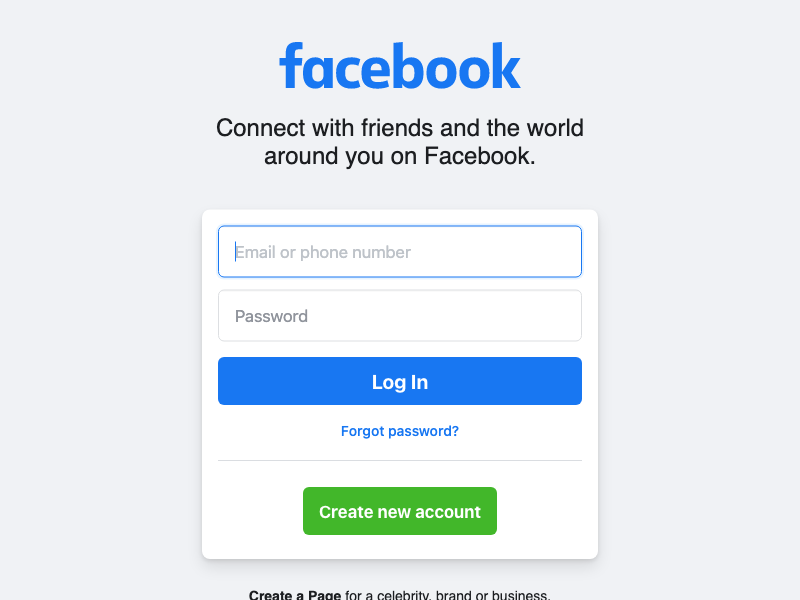 facebook
Connect with friends and the world
around you on Facebook.
Email or phone number
Password
Log In
Forgot password?
Create new account
Create a Page for a celebrity, brand or business.